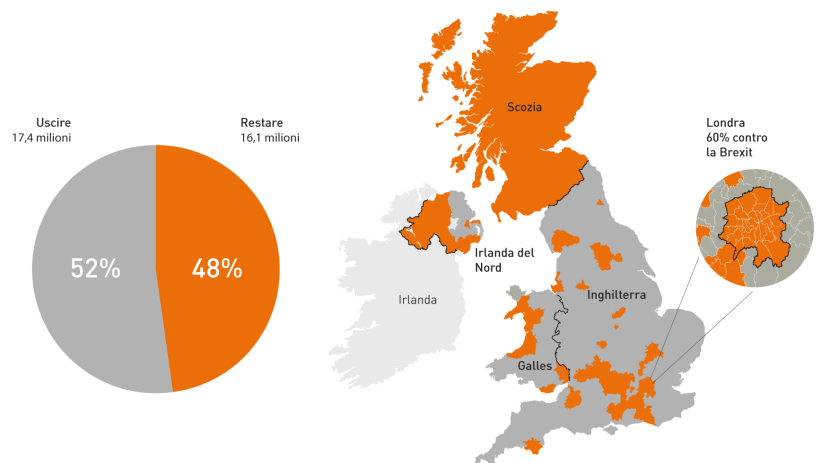 Uscire
17,4 milioni
Restare
16,1 milioni
52%
48%
Scozia
Irlanda del
Nord
Irlanda
Inghilterra
Galles
Londra
60% contro
la Brexit